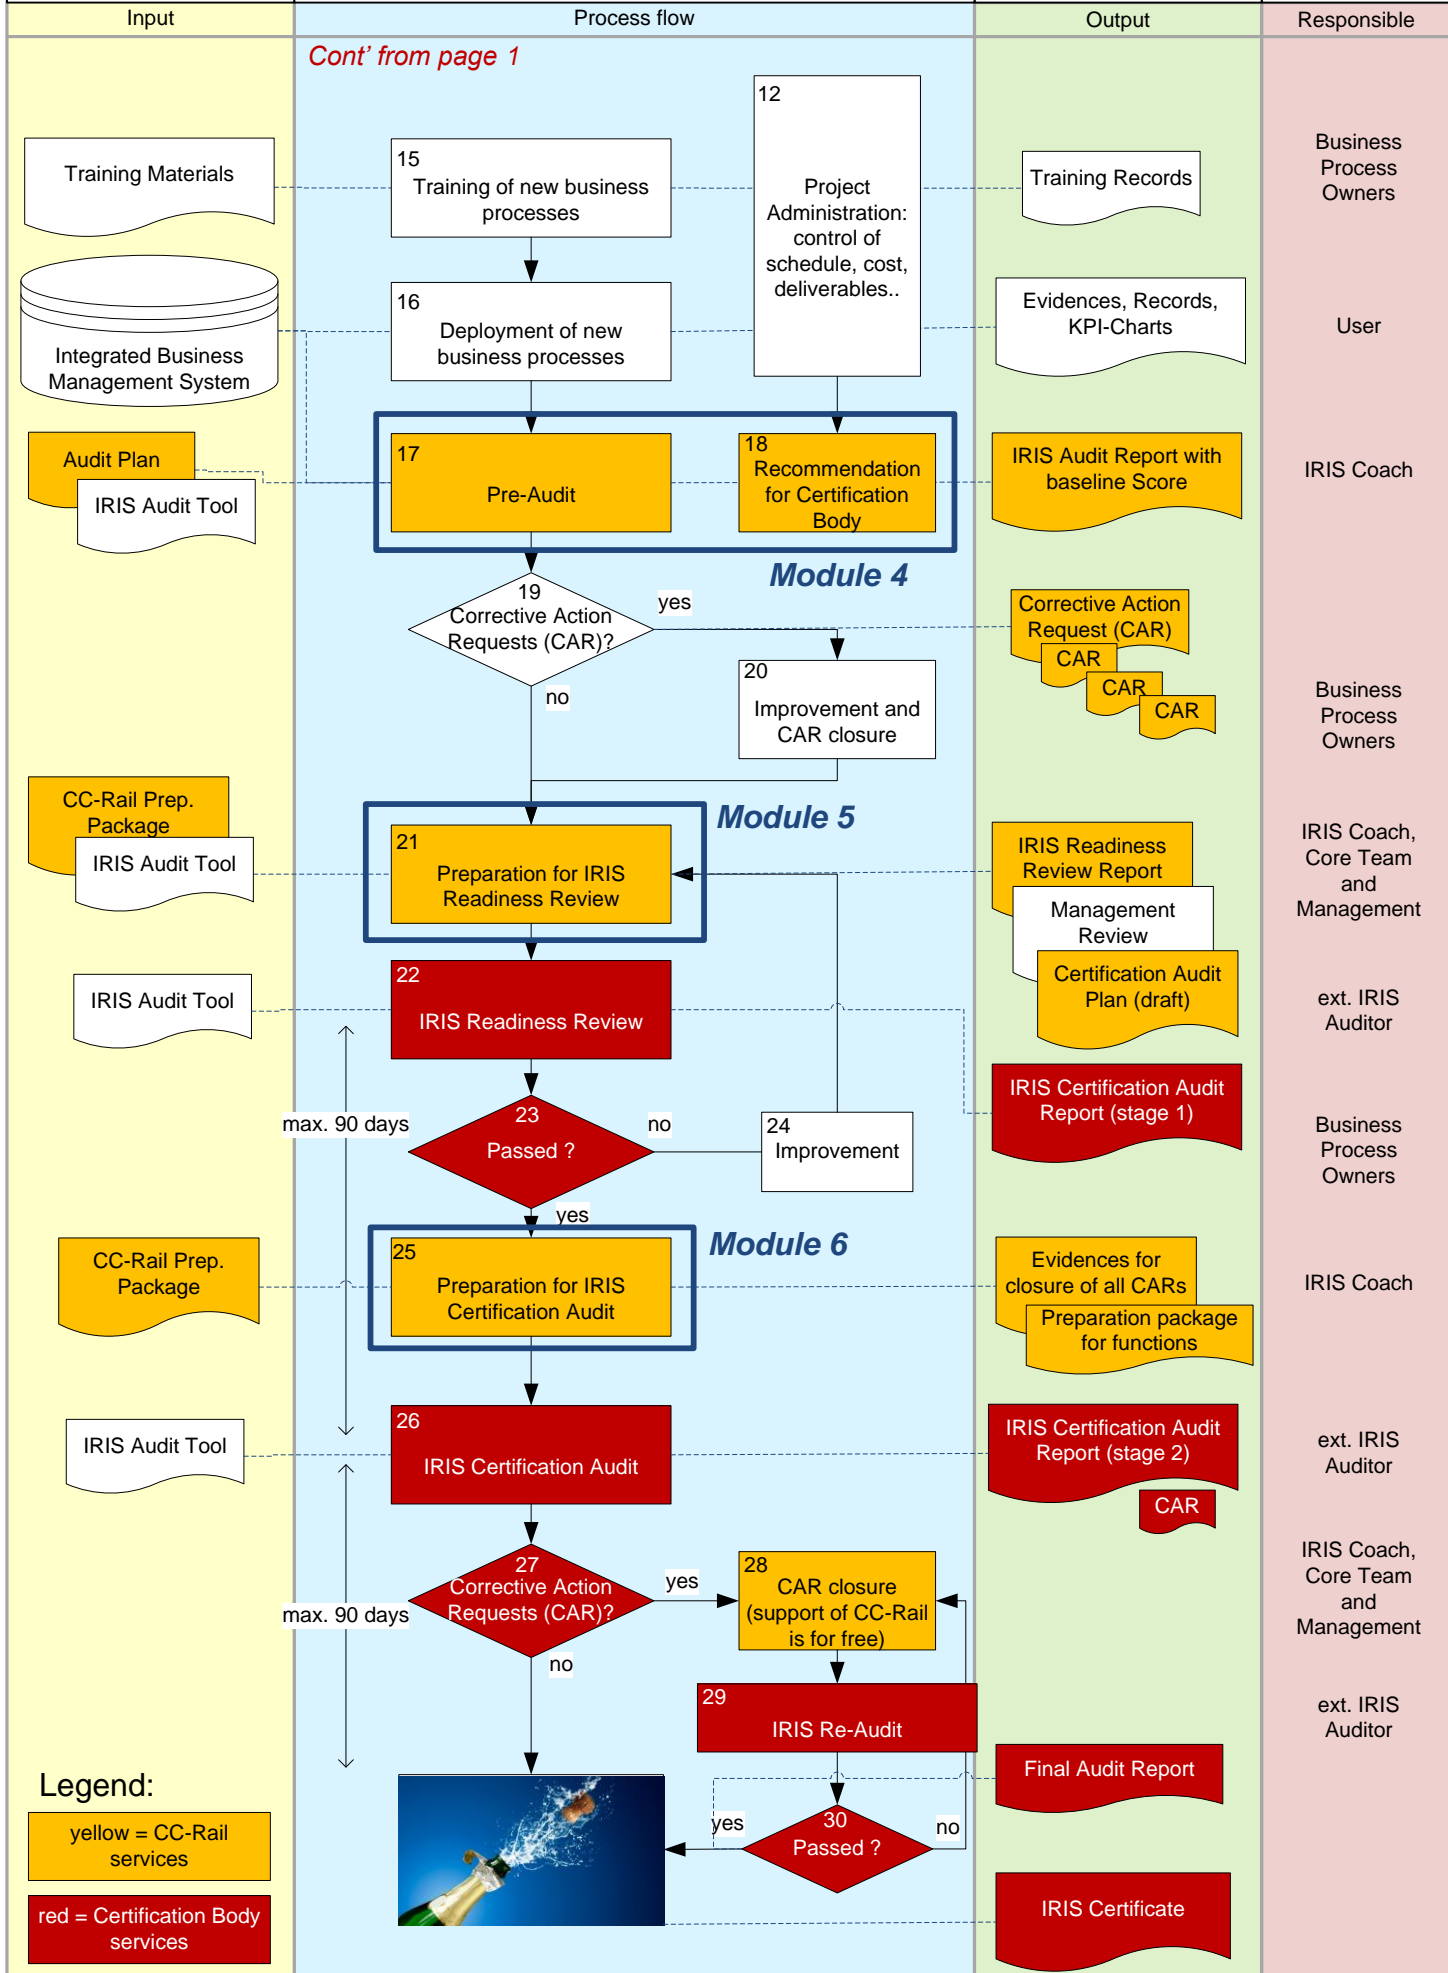 Input
Process flow
Output
Responsible
Cont’ from page 1
12
Project
Administration:
control of
schedule, cost,
deliverables..
Training Materials
15
Training of new business
processes
Training Records
Business
Process
Owners
Integrated Business
Management System
16
Deployment of new
business processes
Evidences, Records,
KPI-Charts
User
Audit Plan
IRIS Audit Tool
17
Pre-Audit
18
Recommendation
for Certification
Body
IRIS Audit Report with
baseline Score
IRIS Coach
Module 4
19
Corrective Action
Requests (CAR)?
yes
no
20
Improvement and
CAR closure
Corrective Action
Request (CAR)
CAR
CAR
CAR
Business
Process
Owners
CC-Rail Prep.
Package
IRIS Audit Tool
Module 5
21
Preparation for IRIS
Readiness Review
IRIS Readiness
Review Report
Management
Review
Certification Audit
Plan (draft)
IRIS Coach,
Core Team
and
Management
IRIS Audit Tool
22
IRIS Readiness Review
ext. IRIS
Auditor
IRIS Certification Audit
Report (stage 1)
max. 90 days
23
Passed ?
no
yes
24
Improvement
Business
Process
Owners
CC-Rail Prep.
Package
Module 6
25
Preparation for IRIS
Certification Audit
Evidences for
closure of all CARs
Preparation package
for functions
IRIS Coach
IRIS Audit Tool
26
IRIS Certification Audit
IRIS Certification Audit
Report (stage 2)
CAR
ext. IRIS
Auditor
max. 90 days
27
Corrective Action
Requests (CAR)?
yes
no
28
CAR closure
(support of CC-Rail
is for free)
IRIS Coach,
Core Team
and
Management
29
IRIS Re-Audit
ext. IRIS
Auditor
Final Audit Report
30
Passed ?
yes
no
IRIS Certificate
Legend:
yellow = CC-Rail
services
red = Certification Body
services